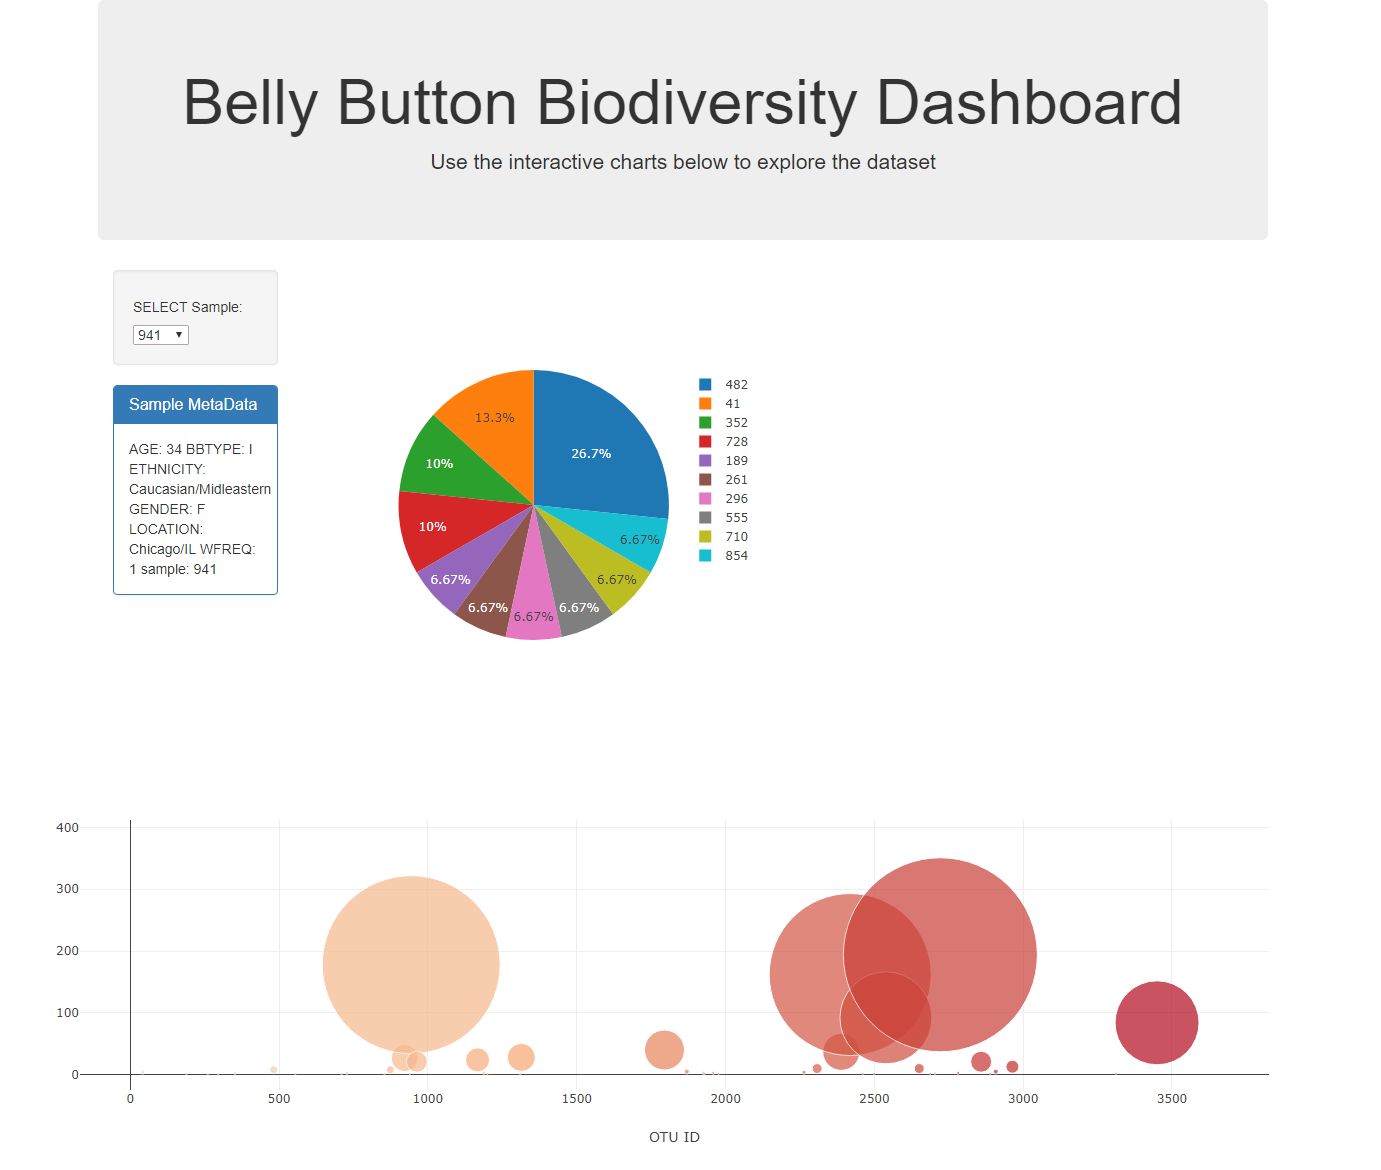 Belly Button Biodiversity Dashboard
Use the interactive charts below to explore the dataset
SELECT Sample:
941
Sample MetaData
AGE: 34 BBTYPE: I
ETHNICITY:
Caucasian/Midleastern
GENDER: F
LOCATION:
Chicago/IL WFREQ:
1 sample: 941
13.3%
26.7%
10%
10%
6.67%
6.67%
6.67%
6.67%
6.67%
6.67%
482
41
352
728
189
261
296
555
710
854
400
300
200
100
0
0 500 1000 1500 2000 2500 3000 3500
OTU ID